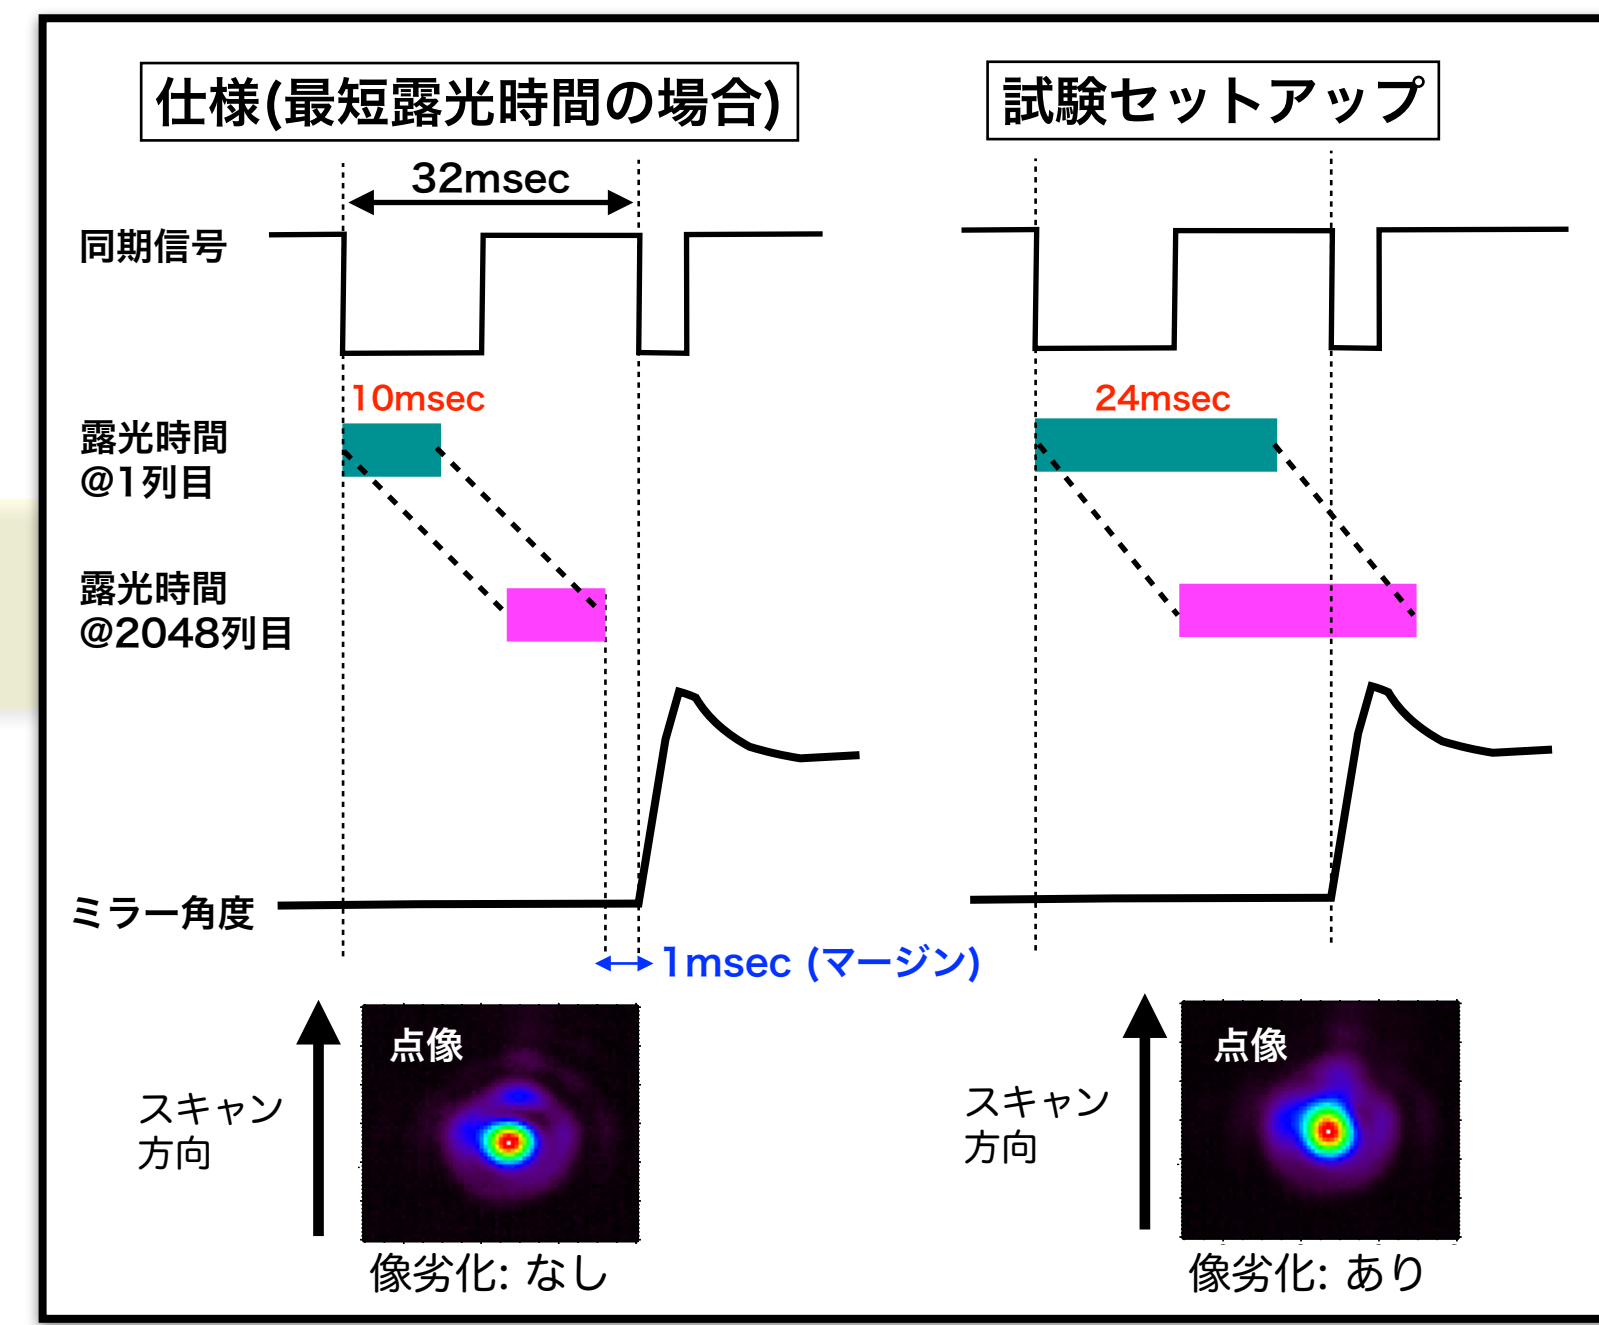 仕様(最短露光時間の場合)
試験セットアップ
32msec
同期信号
10msec
24msec
露光時間
@1列目
露光時間
@2048列目
ミラー角度
1msec (マージン)
点像
点像
スキャン
方向
スキャン
方向
像劣化: なし
像劣化: あり